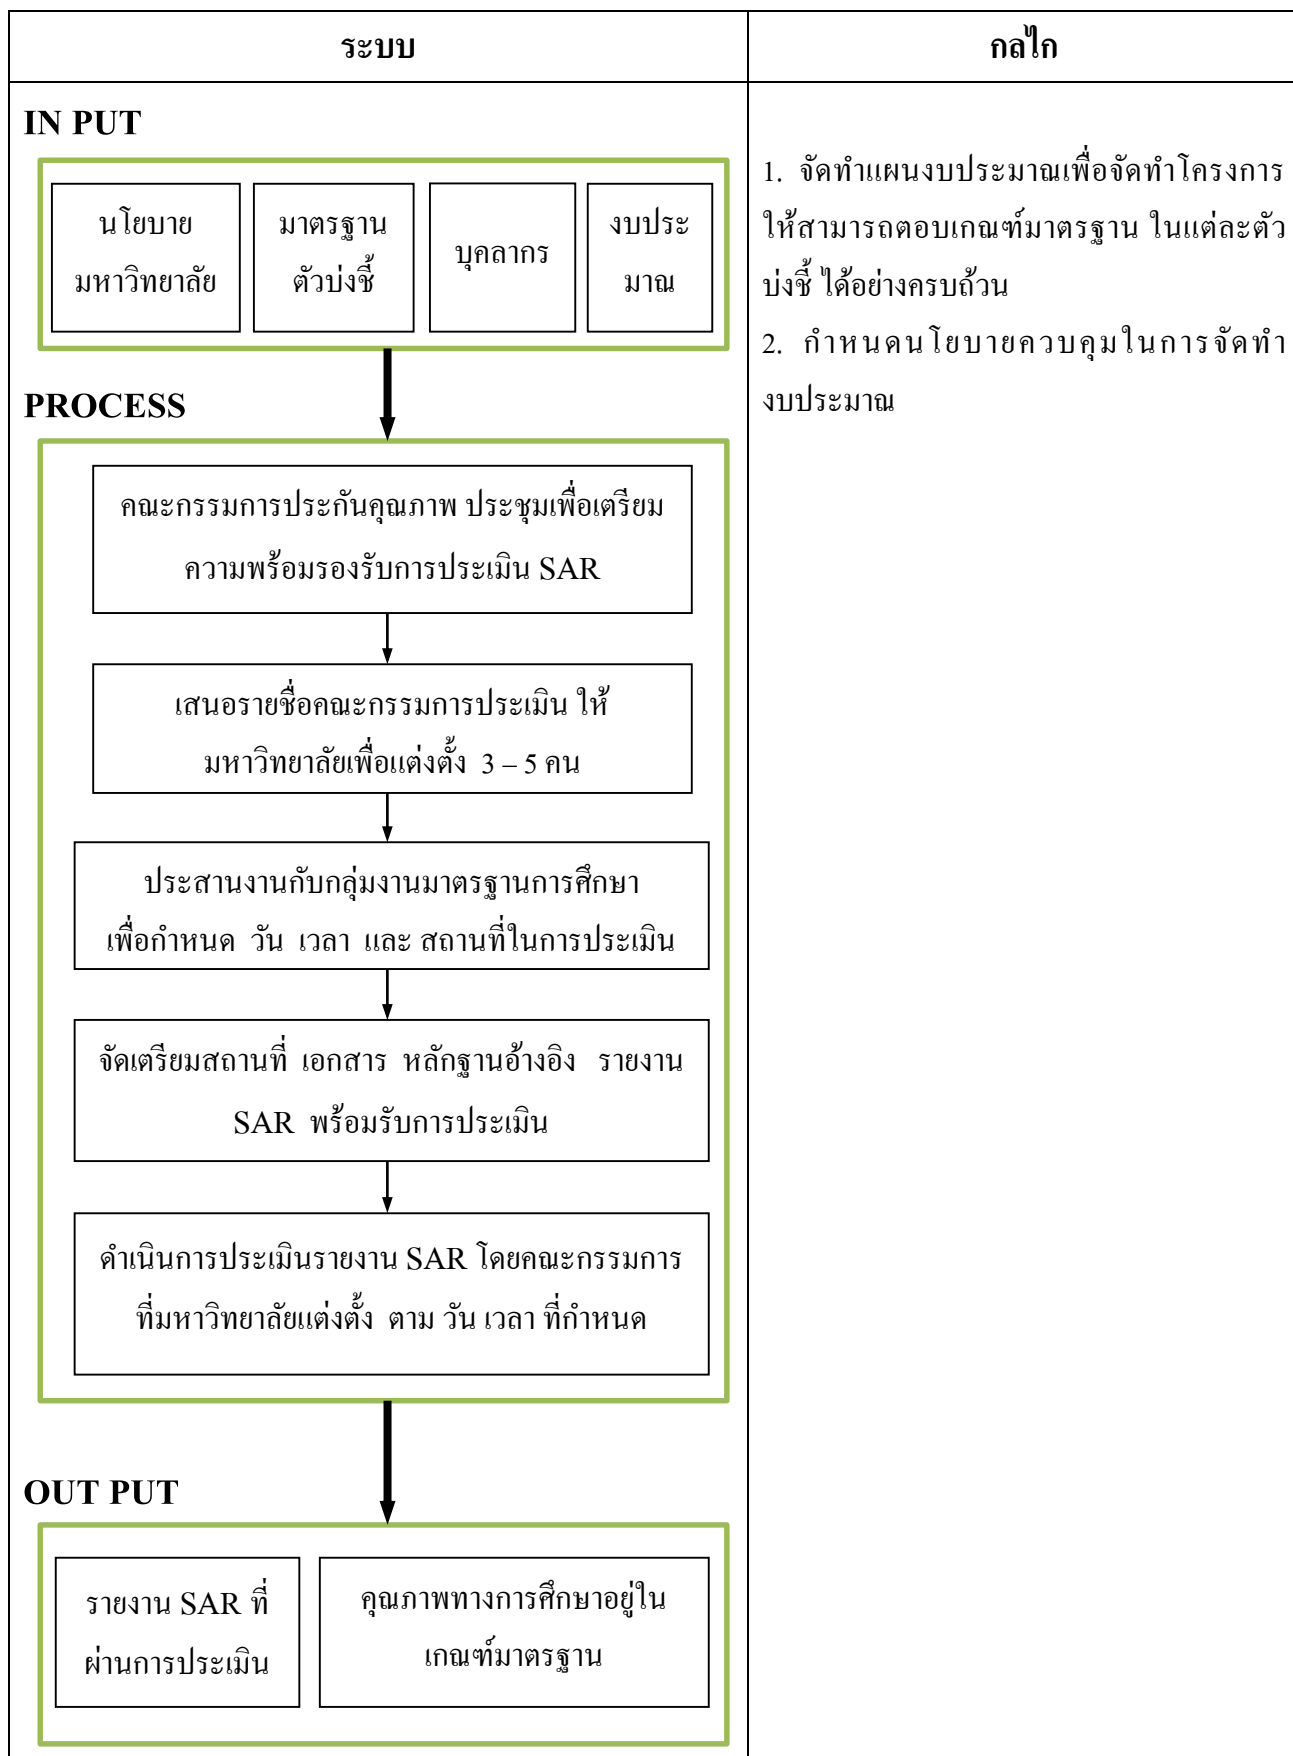 ระบบ
กลไก
IN PUT
นโยบาย
มหาวิทยาลัย
มาตรฐาน
ตัวบ่งชี้
บุคลากร
งบประ
มาณ
PROCESS
คณะกรรมการประกันคุณภาพ ประชุมเพื่อเตรียม
ความพร้อมรองรับการประเมิน SAR
เสนอรายชื่อคณะกรรมการประเมิน ให้
มหาวิทยาลัยเพื่อแต่งตั้ง 3 – 5 คน
ประสานงานกับกลุ่มงานมาตรฐานการศึกษา
เพื่อกำหนด วัน เวลา และ สถานที่ในการประเมิน
จัดเตรียมสถานที่ เอกสาร หลักฐานอ้างอิง รายงาน
SAR พร้อมรับการประเมิน
ดำเนินการประเมินรายงาน SAR โดยคณะกรรมการ
ที่มหาวิทยาลัยแต่งตั้ง ตาม วัน เวลา ที่กำหนด
OUT PUT
รายงาน SAR ที่
ผ่านการประเมิน
คุณภาพทางการศึกษาอยู่ใน
เกณฑ์มาตรฐาน
1. จัดทำแผนงบประมาณเพื่อจัดทำโครงการ
ให้สามารถตอบเกณฑ์มาตรฐาน ในแต่ละตัว
บ่งชี้ ได้อย่างครบถ้วน
2. กำหนดนโยบายควบคุมในการจัดทำ
งบประมาณ